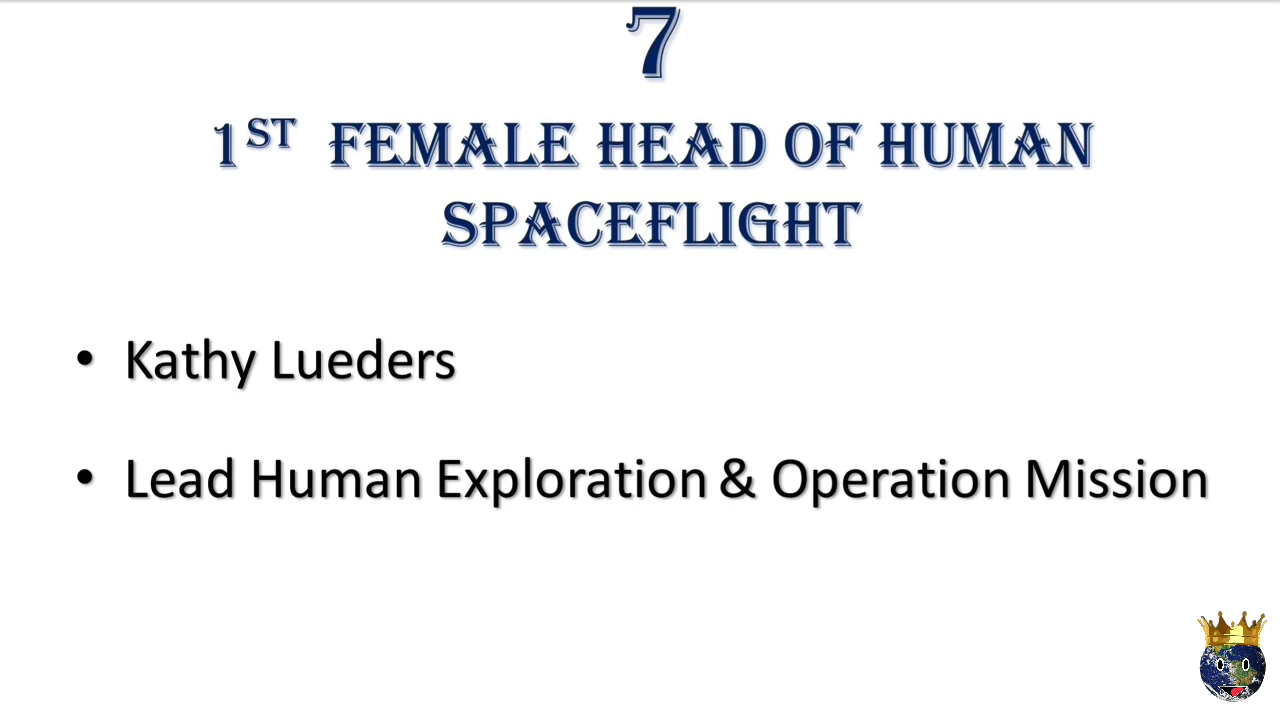 7
1ST FEMALE HEAD OF HUMAN
SPACEFLIGHT
• Kathy Lueders
• Lead Human Exploration & Operation Mission